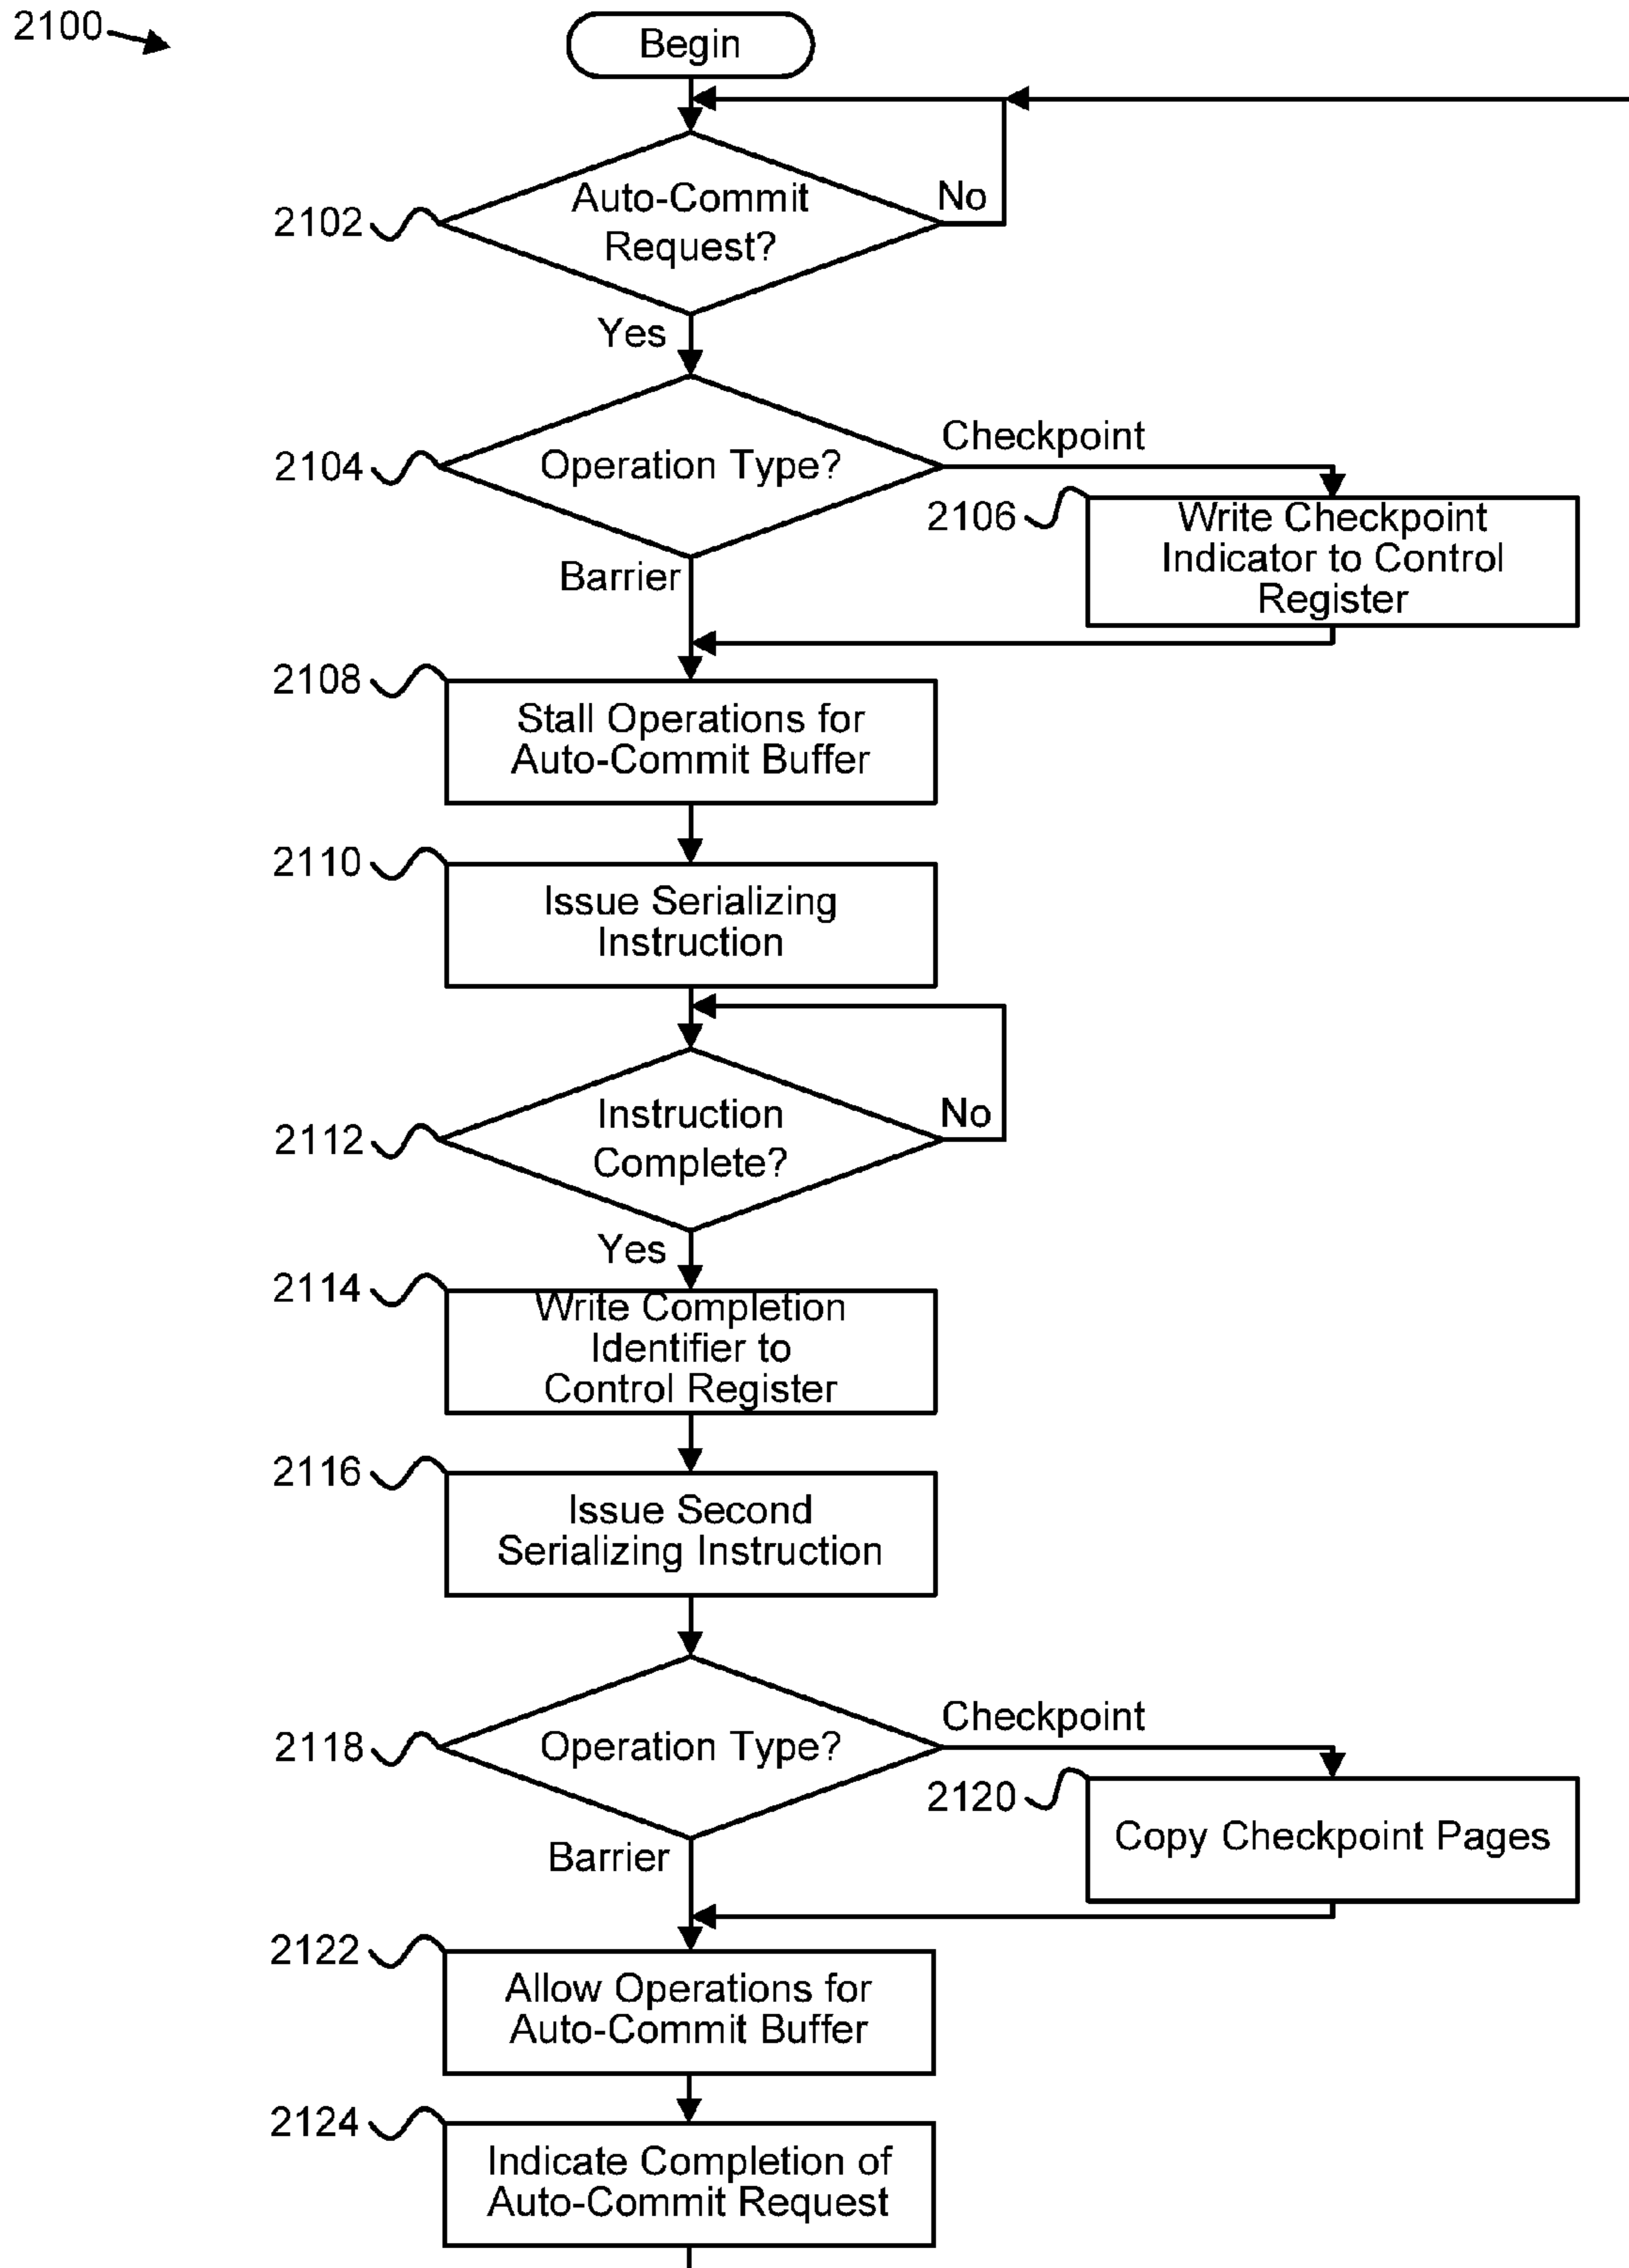 2100
Begin
2102
Auto-Commit
Request?
No
Yes
2104
Operation Type?
Checkpoint
2106
Write Checkpoint
Indicator to Control
Register
Barrier
2108
Stall Operations for
Auto-Commit Buffer
2110
Issue Serializing
Instruction
2112
Instruction
Complete?
No
Yes
2114
Write Completion
Identifier to
Control Register
2116
Issue Second
Serializing Instruction
2118
Operation Type?
Checkpoint
2120
Copy Checkpoint Pages
Barrier
2122
Allow Operations for
Auto-Commit Buffer
2124
Indicate Completion of
Auto-Commit Request